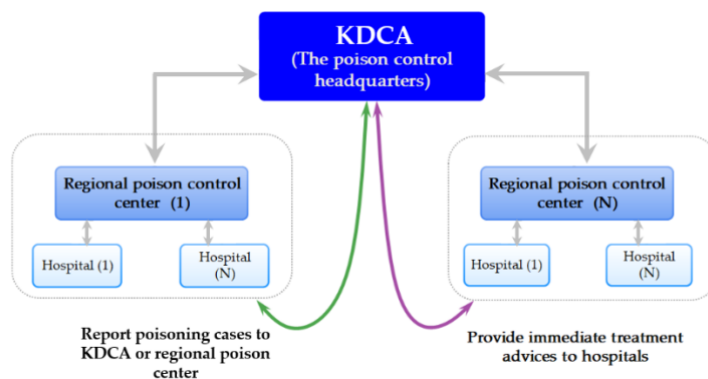 KDCA
(The poison control
headquarters)
Regional poison control
center (1)
Hospital (1)
Hospital
(N)
Regional poison control
center (N)
Hospital (1)
Hospital
(N)
Report poisoning cases to
KDCA or regional poison
center
Provide immediate treatment
advices to hospitals